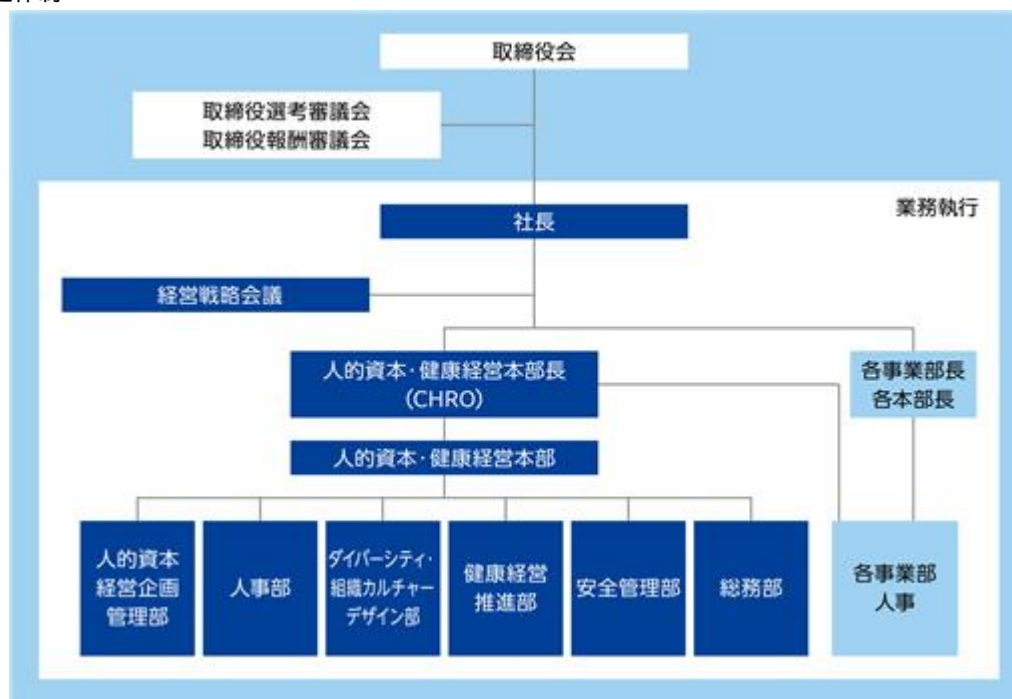 取締役会
取締役選考審議会
取締役報酬審議会
業務執行
社長
経営戦略会議
人的資本・健康経営本部長
(CHRO)
各事業部長
各本部長
人的資本・健康経営本部
人的資本
経営企画
管理部
人事部
ダイバーシティ・
組織カルチャー
デザイン部
健康経営
推進部
安全管理部
総務部
各事業部
人事